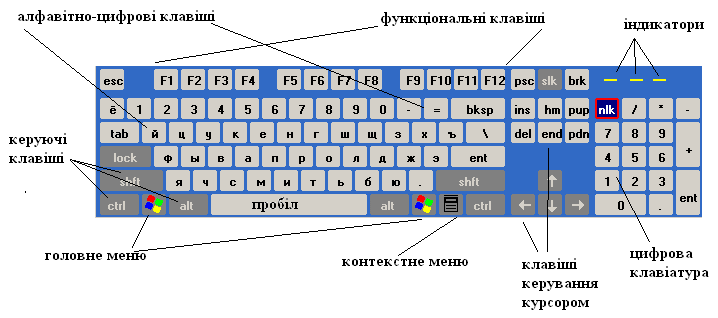 алфавітно-цифрові клавіші
функціональні клавіші
індикатори
esc F1 F2 F3 F4 F5 F6 F7 F8 F9 F10 F11 F12 psc slk brk
ё 1 2 3 4 5 6 7 8 9 0 - = bksp ins hm pup nlk / * -
tab й ц у к е н г ш щ з х ъ \ del end pdn 7 8 9 +
керуючі
клавіші
lock ф ы в а п р о л д ж э ent 4 5 6
shft я ч с м и т ь б ю . shft ↑ 1 2 3 ent
ctrl alt пробіл alt ctrl ← ↓ → 0 .
головне меню
контекстне меню
клавіші
керування
курсором
цифрова
клавіатура